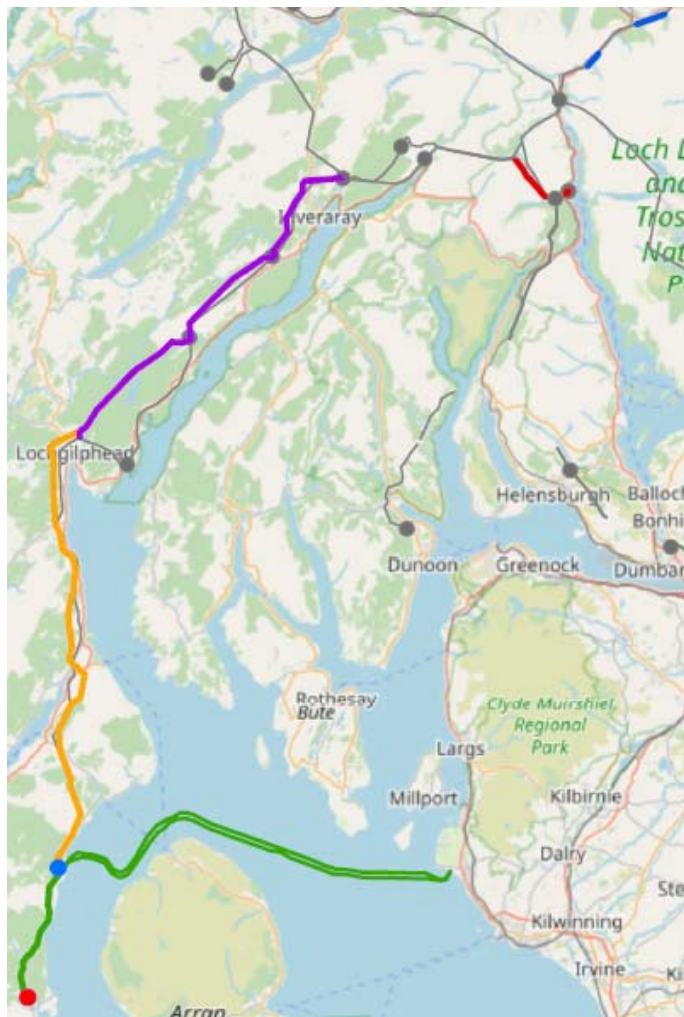 Loch L
and
Tros
Nat
P
Inveraray
Lochgilphead
Helensburgh
Balloch
Bonhi
Dunoon
Greenock
Dumbar
Rothesay
Bute
Clyde Muirshiel
Regional
Park
Largs
Millport
Kilbirnie
Dalry
Ste
Kilwinning
Irvine
Ki
Arran